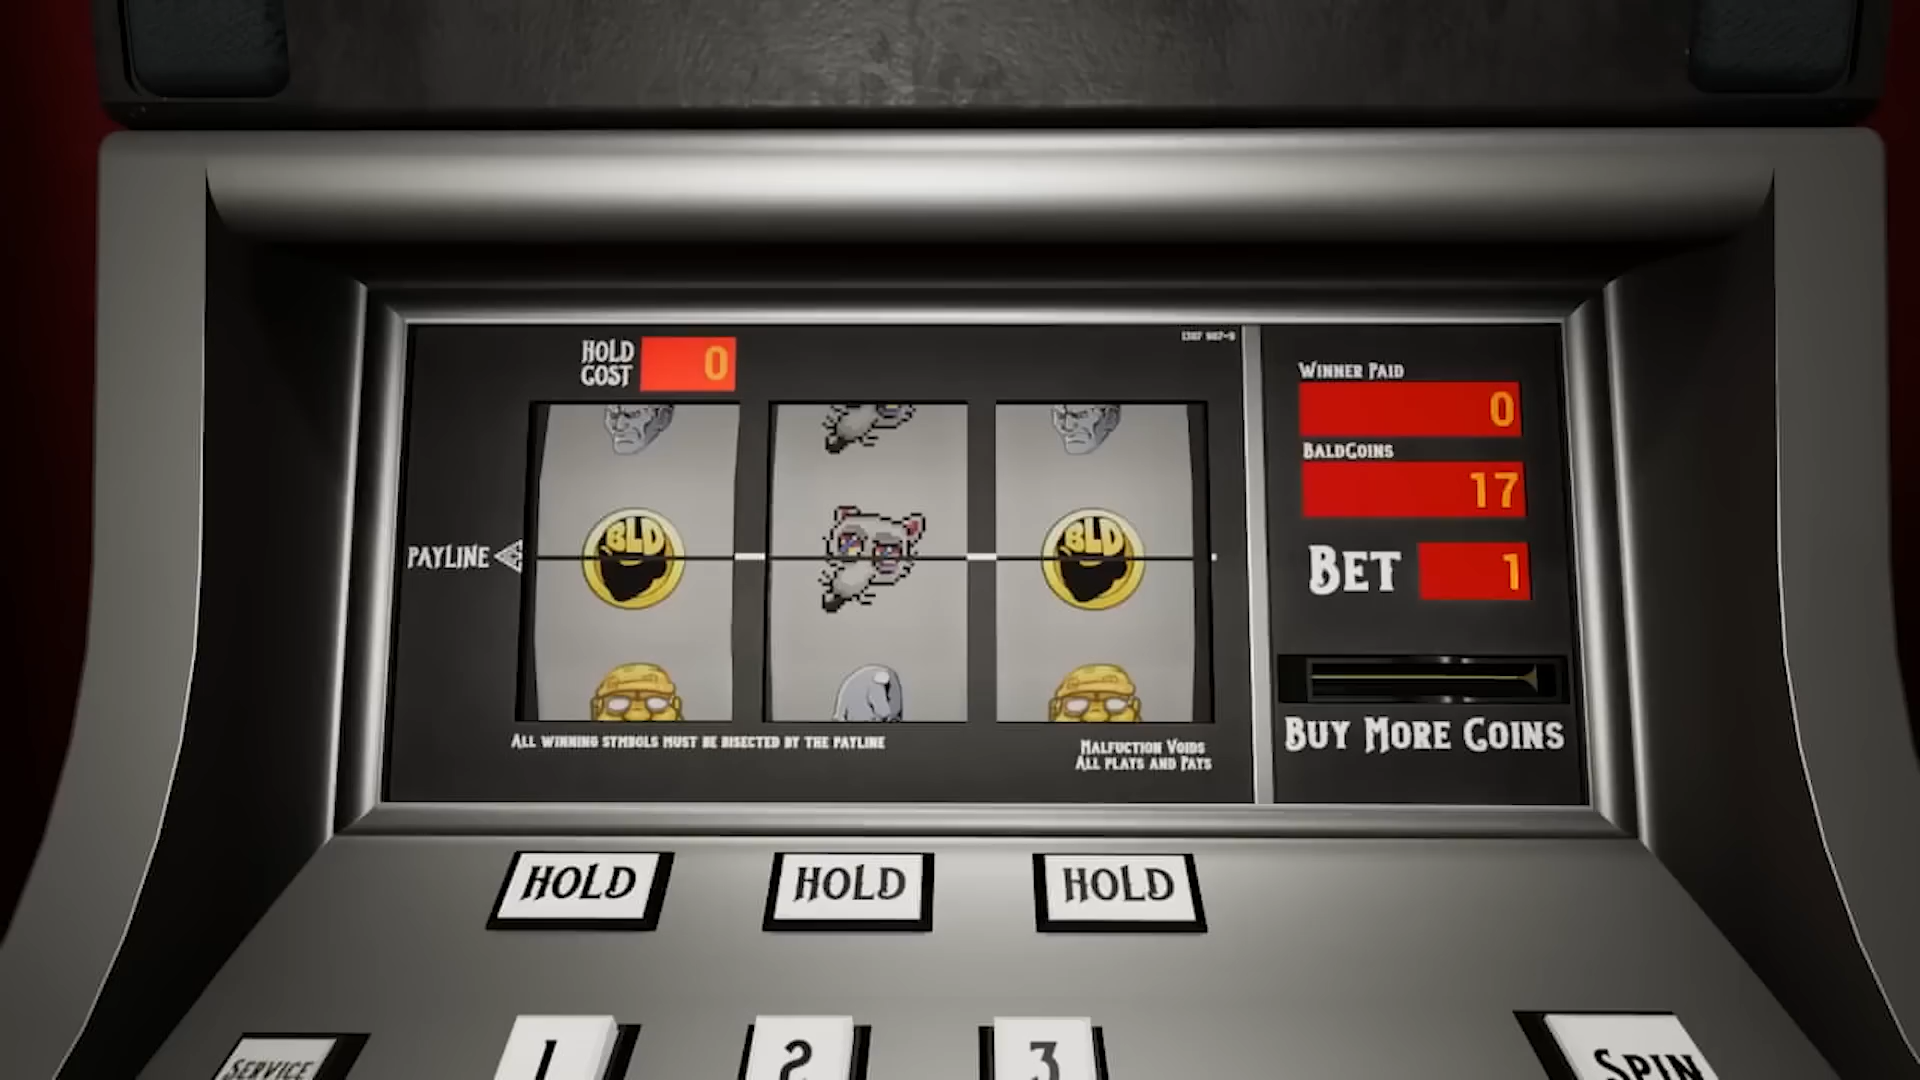 HOLD
COST
0
WINNER PAID
0
BALDCOINS
17
PAYLINE
BLD
BLD
BET
1
BUY MORE COINS
ALL WINNING SYMBOLS MUST BE BISECTED BY THE PAYLINE
MALFUCTION VOIDS
ALL PLAYS AND PAYS
HOLD
HOLD
HOLD
SERVICE
1
2
3
SPIN